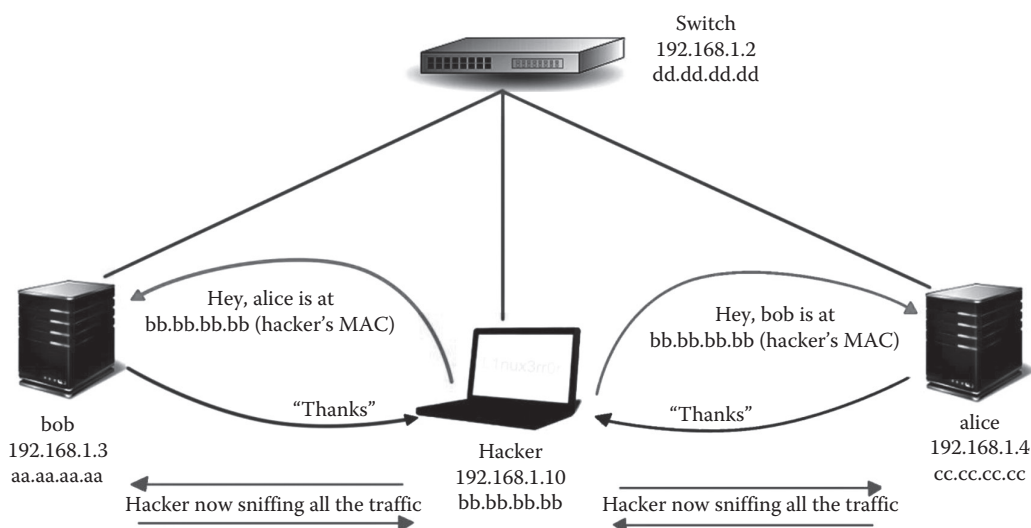 Switch
192.168.1.2
dd.dd.dd.dd
Hey, alice is at
bb.bb.bb.bb (hacker’s MAC)
Hey, bob is at
bb.bb.bb.bb (hacker’s MAC)
“Thanks”
“Thanks”
bob
192.168.1.3
aa.aa.aa.aa
Hacker
192.168.1.10
bb.bb.bb.bb
alice
192.168.1.4
cc.cc.cc.cc
Hacker now sniffing all the traffic
Hacker now sniffing all the traffic